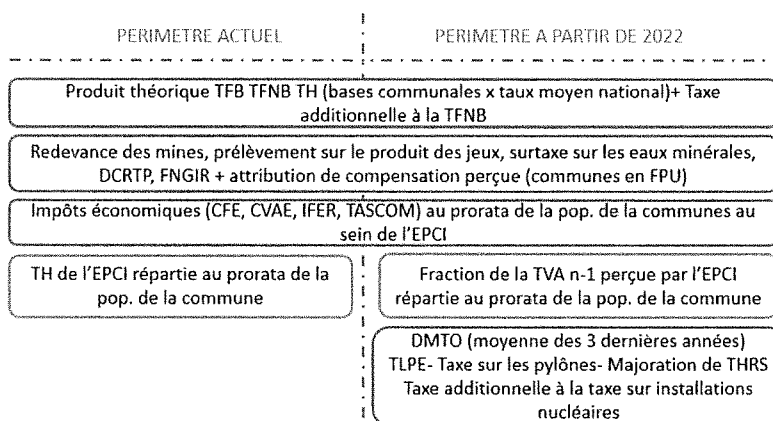 PERIMETRE ACTUEL
PERIMETRE A PARTIR DE 2022
Produit théorique TFB TFNB TH (bases communales x taux moyen national)+ Taxe
additionnelle à la TFNB
Redevance des mines, prélèvement sur le produit des jeux, surtaxe sur les eaux minérales,
DCRTP, FNGIR + attribution de compensation perçue (communes en FPU)
Impôts économiques (CFE, CVAE, IFER, TASCOM) au prorata de la pop. de la communes au
sein de l'EPCI
TH de l'EPCI répartie au prorata de la
pop. de la commune
Fraction de la TVA n-1 perçue par l'EPCI
répartie au prorata de la pop. de la commune
DMTO (moyenne des 3 dernières années)
TLPE- Taxe sur les pylônes- Majoration de THRS
Taxe additionnelle à la taxe sur installations
nucléaires